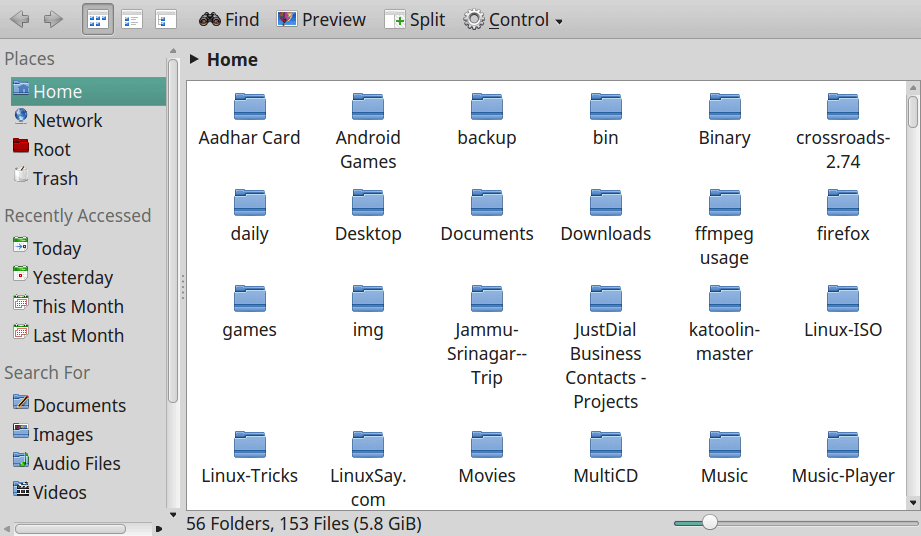 Find Preview Split Control
Places
Home
Network
Root
Trash
Recently Accessed
Today
Yesterday
This Month
Last Month
Search For
Documents
Images
Audio Files
Videos
Home
Aadhar Card
Android
Games
backup
bin
Binary
crossroads-
2.74
daily
Desktop
Documents
Downloads
ffmpeg
usage
firefox
games
img
Jammu-
Srinagar--
Trip
JustDial
Business
Contacts -
Projects
katoolin-
master
Linux-ISO
Linux-Tricks
LinuxSay.
com
Movies
MultiCD
Music
Music-Player
56 Folders, 153 Files (5.8 GiB)